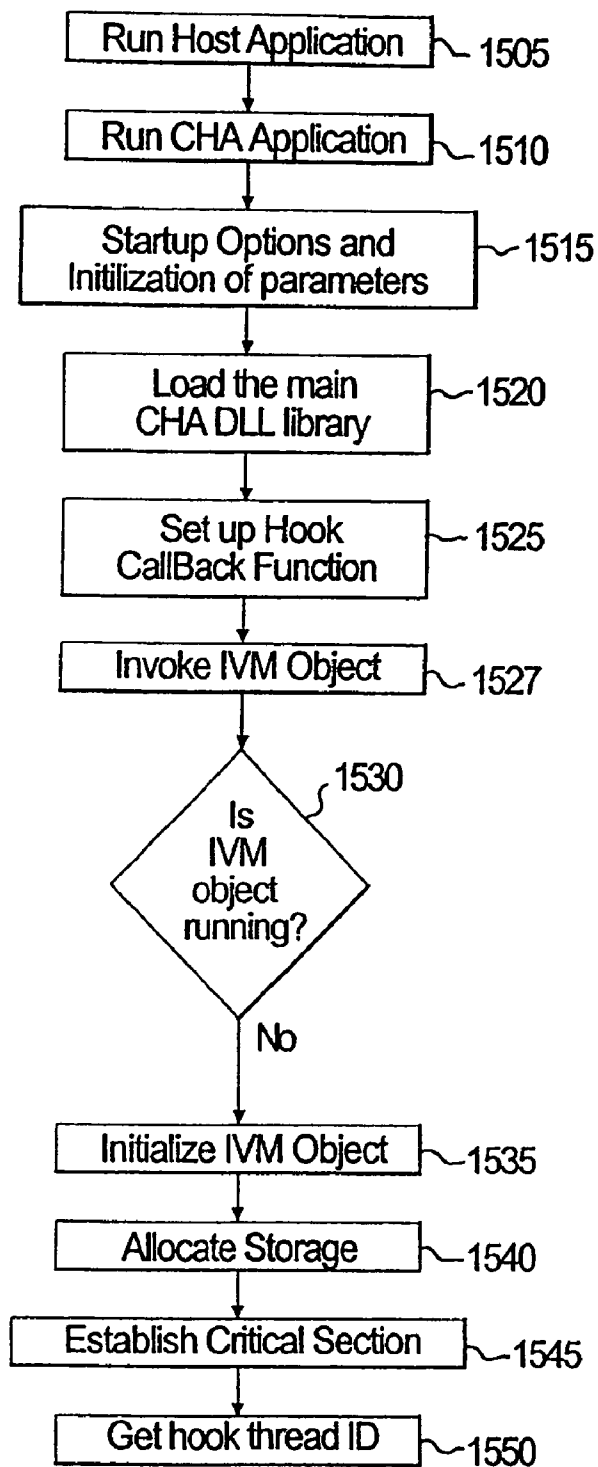 Run Host Application
1505
Run CHA Application
1510
Startup Options and
Initilization of parameters
1515
Load the main
CHA DLL library
1520
Set up Hook
CallBack Function
1525
Invoke IVM Object
1527
1530
Is
IVM
object
running?
No
Initialize IVM Object
1535
Allocate Storage
1540
Establish Critical Section
1545
Get hook thread ID
1550